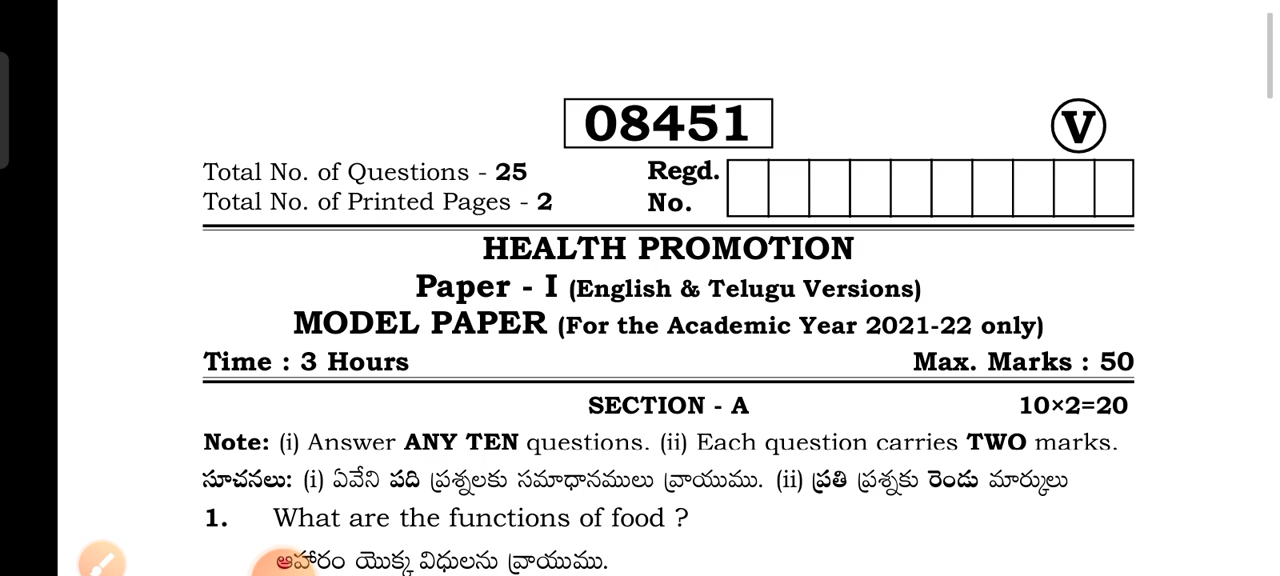 08451
V
Total No. of Questions - 25
Total No. of Printed Pages - 2
Regd.
No.
HEALTH PROMOTION
Paper - I (English & Telugu Versions)
MODEL PAPER (For the Academic Year 2021-22 only)
Time : 3 Hours Max. Marks : 50
SECTION - A 10×2=20
Note: (i) Answer ANY TEN questions. (ii) Each question carries TWO marks.
సూచనలు: (i) ఏవేని పది ప్రశ్నలకు సమాధానములు వ్రాయుము. (ii) ప్రతి ప్రశ్నకు రెండు మార్కులు
1. What are the functions of food ?
ఆహారం యొక్క విధులను వ్రాయుము.